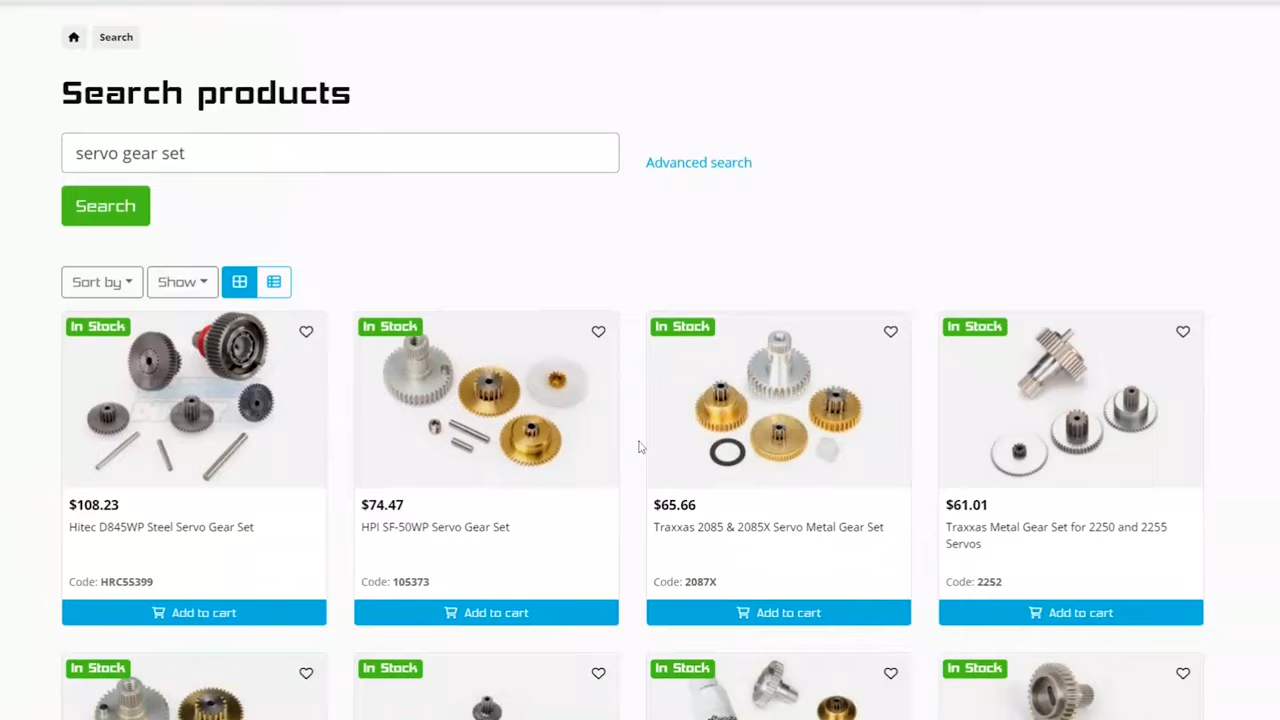 Search
Search products
servo gear set
Advanced search
Search
Sort by
Show
In Stock
In Stock
In Stock
In Stock
$108.23
$74.47
$65.66
$61.01
Hitec D845WP Steel Servo Gear Set
HPI SF-50WP Servo Gear Set
Traxxas 2085 & 2085X Servo Metal Gear Set
Traxxas Metal Gear Set for 2250 and 2255
Servos
Code: HRC55399
Code: 105373
Code: 2087X
Code: 2252
Add to cart
Add to cart
Add to cart
Add to cart
In Stock
In Stock
In Stock
In Stock